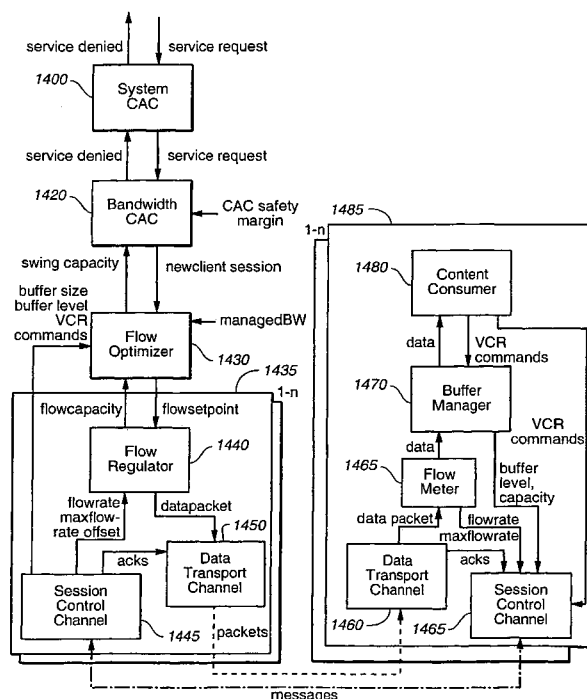 service denied
service request
1400
System
CAC
service denied
service request
1420
Bandwidth
CAC
CAC safety
margin
swing capacity
newclient session
buffer size
buffer level
VCR
commands
managedBW
Flow
Optimizer
1430
1435
1-n
flowcapacity
flowsetpoint
Flow
Regulator
1440
flowrate
maxflow-
rate offset
datapacket
1450
acks
Data
Transport
Channel
Session
Control
Channel
1445
packets
1485
1-n
1480
Content
Consumer
data
VCR
commands
1470
Buffer
Manager
VCR
commands
data
1465
Flow
Meter
buffer
level,
capacity
data packet
flowrate
maxflowrate
acks
Data
Transport
Channel
1460
Session
Control
Channel
1465
messages